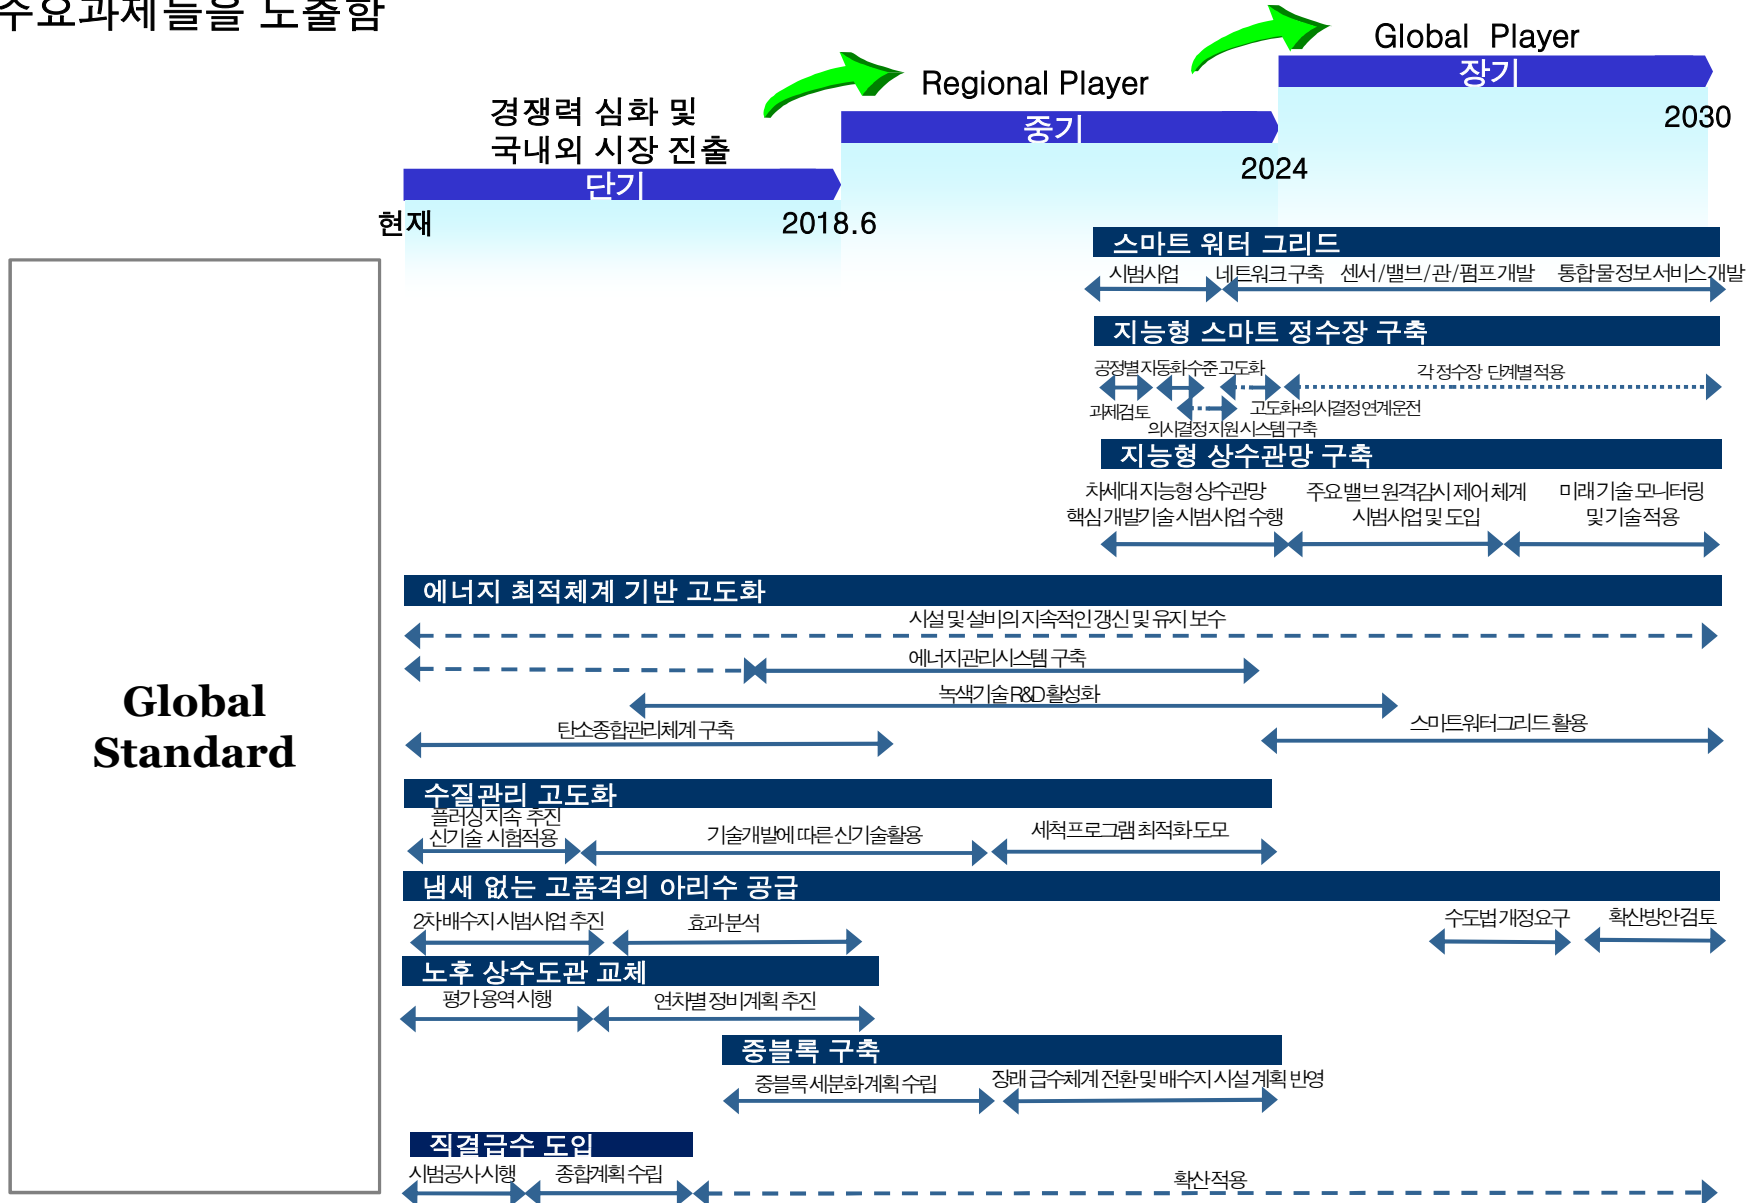 수요과제들을 도출함
Global Player
장기
2030
Regional Player
중기
2024
경쟁력 심화 및
국내외 시장 진출
단기
현재
2018.6
Global
Standard
스마트 워터 그리드
시범사업 네트워크 구축 센서/밸브/관/펌프 개발 통합 물정보 서비스 개발
지능형 스마트 정수장 구축
공정별 자동화 수준 고도화 각 정수장 단계별 적용
과제검토 고도화+의사결정 연계운전
의사결정 지원 시스템 구축
지능형 상수관망 구축
차세대 지능형 상수관망 주요 밸브 원격감시 제어 체계 미래 기술 모니터링
핵심 개발기술 시범사업 수행 시범사업 및 도입 및 기술 적용
에너지 최적체계 기반 고도화
시설 및 설비의 지속적인 갱신 및 유지 보수
에너지관리시스템 구축
녹색기술 R&D 활성화
탄소종합관리체계 구축 스마트워터그리드 활용
수질관리 고도화
플러싱 지속 추진
신기술 시험적용 기술개발에 따른 신기술활용 세척프로그램 최적화 도모
냄새 없는 고품격의 아리수 공급
2차 배수지 시범사업 추진 효과 분석 수도법 개정요구 확산방안 검토
노후 상수도관 교체
평가 용역 시행 연차별 정비계획 추진
중블록 구축
중블록 세분화 계획 수립 장래 급수체계 전환 및 배수지 시설 계획 반영
직결급수 도입
시범공사 시행 종합계획 수립 확산 적용